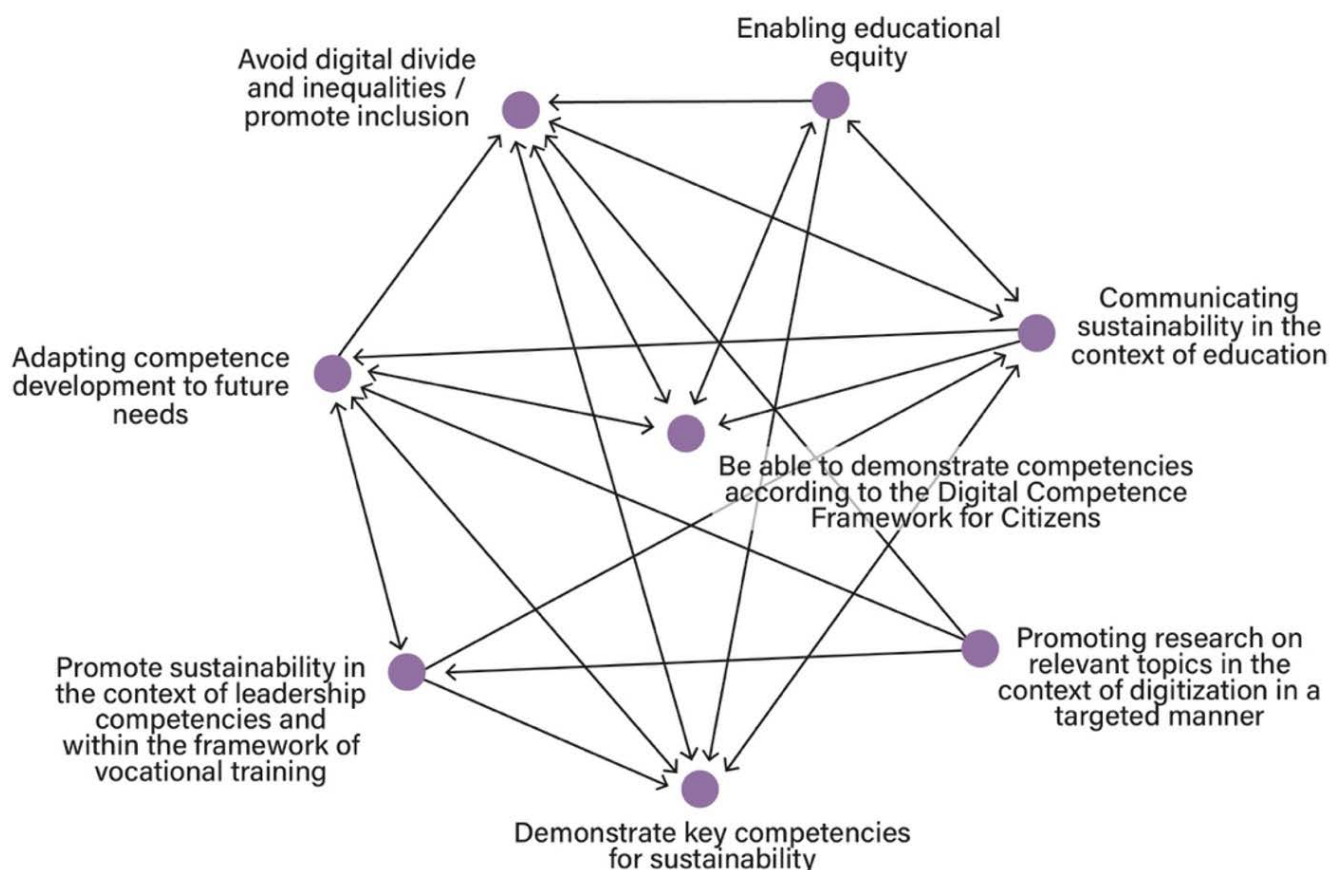 Enabling educational
equity
Avoid digital divide
and inequalities /
promote inclusion
Communicating
sustainability in the
context of education
Adapting competence
development to future
needs
Be able to demonstrate competencies
according to the Digital Competence
Framework for Citizens
Promoting research on
relevant topics in the
context of digitization in a
targeted manner
Promote sustainability in
the context of leadership
competencies and
within the framework of
vocational training
Demonstrate key competencies
for sustainability